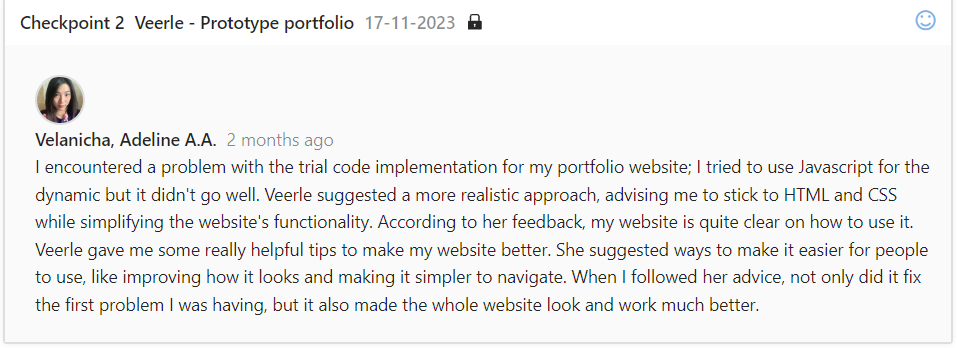 Checkpoint 2 Veerle - Prototype portfolio 17-11-2023
Velanicha, Adeline A.A. 2 months ago
I encountered a problem with the trial code implementation for my portfolio website; I tried to use Javascript for the
dynamic but it didn't go well. Veerle suggested a more realistic approach, advising me to stick to HTML and CSS
while simplifying the website's functionality. According to her feedback, my website is quite clear on how to use it.
Veerle gave me some really helpful tips to make my website better. She suggested ways to make it easier for people
to use, like improving how it looks and making it simpler to navigate. When I followed her advice, not only did it fix
the first problem I was having, but it also made the whole website look and work much better.